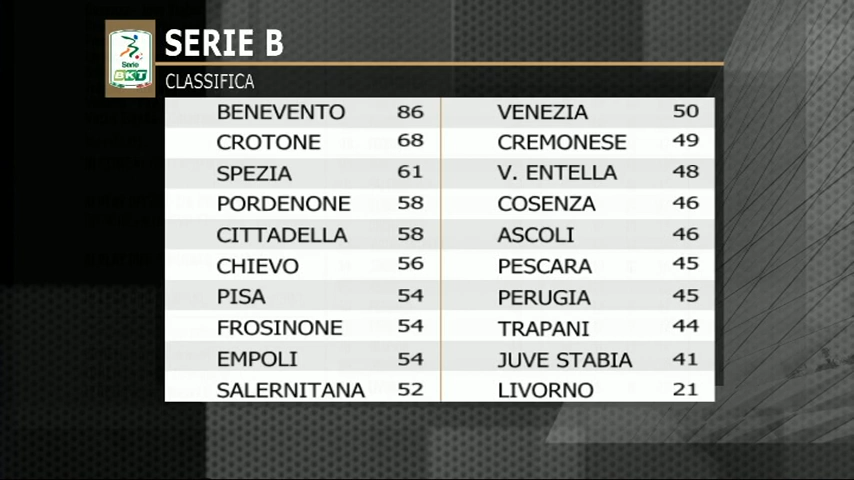 SERIE B
Serie
BKT
CLASSIFICA
BENEVENTO 86
CROTONE 68
SPEZIA 61
PORDENONE 58
CITTADELLA 58
CHIEVO 56
PISA 54
FROSINONE 54
EMPOLI 54
SALERNITANA 52
VENEZIA 50
CREMONESE 49
V. ENTELLA 48
COSENZA 46
ASCOLI 46
PESCARA 45
PERUGIA 45
TRAPANI 44
JUVE STABIA 41
LIVORNO 21